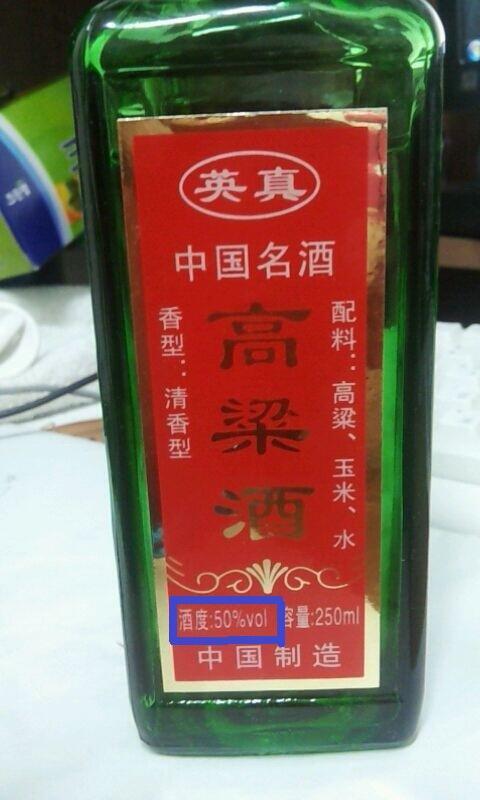 英真
中国名酒
高粱酒
香型：清香型
配料：高粱、玉米、水
酒度:50%vol 容量:250ml
中国制造